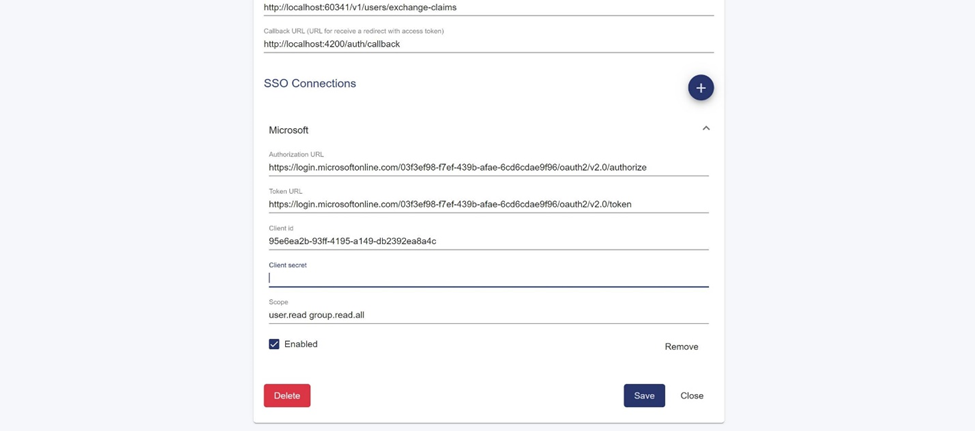 http://localhost:60341/v1/users/exchange-claims
Callback URL (URL for receive a redirect with access token)
http://localhost:4200/auth/callback
SSO Connections
+
Microsoft
Authorization URL
https://login.microsoftonline.com/03f3ef98-f7ef-439b-afae-6cd6cdae9f96/oauth2/v2.0/authorize
Token URL
https://login.microsoftonline.com/03f3ef98-f7ef-439b-afae-6cd6cdae9f96/oauth2/v2.0/token
Client id
95e6ea2b-93ff-4195-a149-db2392ea8a4c
Client secret
Scope
user.read group.read.all
Enabled
Remove
Delete
Save
Close